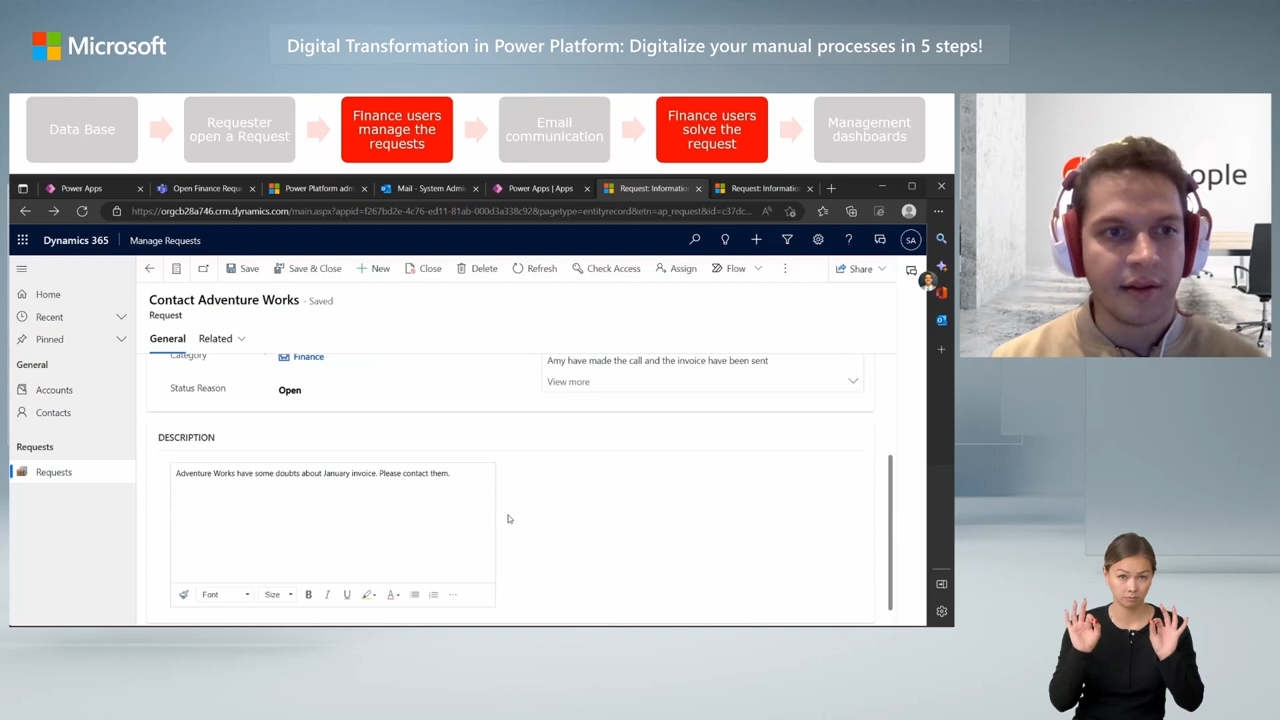 Microsoft
Digital Transformation in Power Platform: Digitalize your manual processes in 5 steps!
Data Base
Requester
open a Request
Finance users
manage the
requests
Email
communication
Finance users
solve the
request
Management
dashboards
ople
Power Apps
Open Finance Requ
Power Platform adm
Mail - System Admi
Power Apps | Apps
Request: Informatio
Request: Informatio
https://orgcb28a746.crm.dynamics.com/main.aspx?appid=f267bd2e-4c76-ed11-81ab-000d3a338c92&pagetype=entityrecord&etn=ap_request&id=c37dc...
Dynamics 365
Manage Requests
SA
Save
Save & Close
New
Close
Delete
Refresh
Check Access
Assign
Flow
Share
Home
Recent
Pinned
General
Accounts
Contacts
Requests
Requests
Contact Adventure Works - Saved
Request
General
Related
Category
Finance
Status Reason
Open
Amy have made the call and the invoice have been sent
View more
DESCRIPTION
Adventure Works have some doubts about January invoice. Please contact them.
Font
Size
B
I
U
A